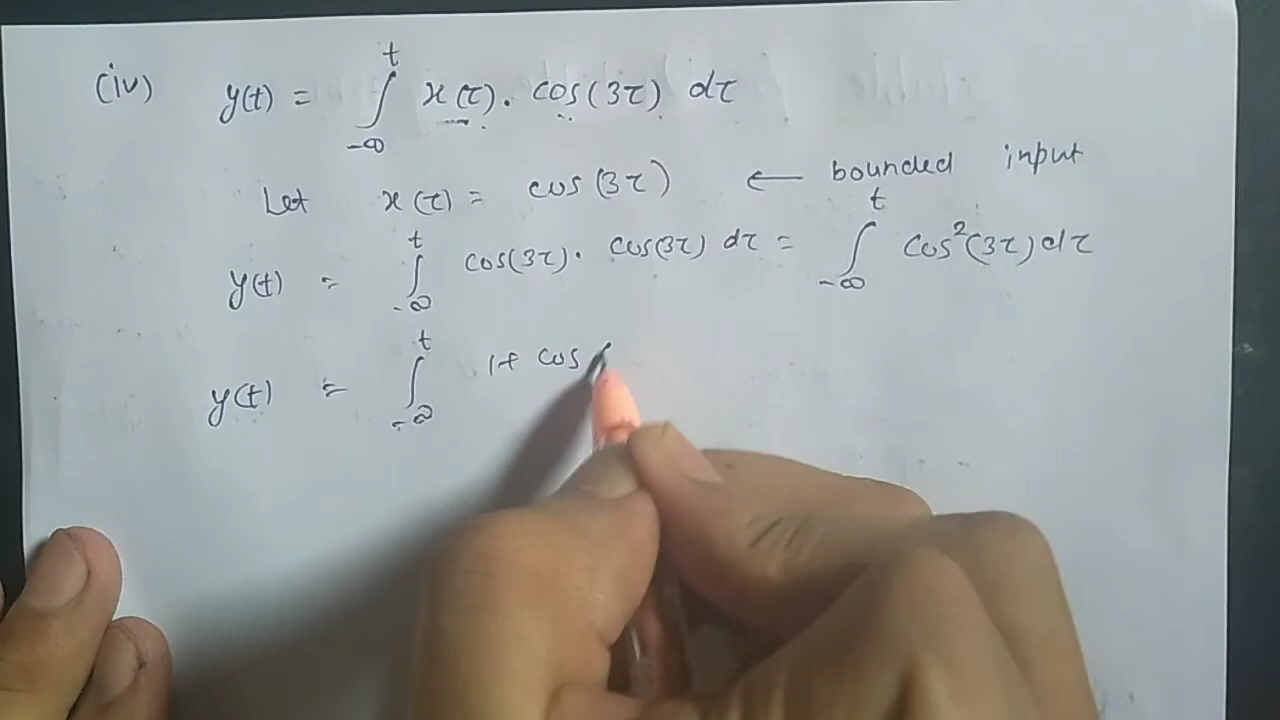 (iv) y(t) = ∫_{-∞}^{t} x(τ). cos(3τ) dτ
Let x(τ) = cos(3τ) ← bounded input
y(t) = ∫_{-∞}^{t} cos(3τ). cos(3τ) dτ = ∫_{-∞}^{t} cos²(3τ) dτ
y(t) = ∫_{-∞}^{t} 1+ cos